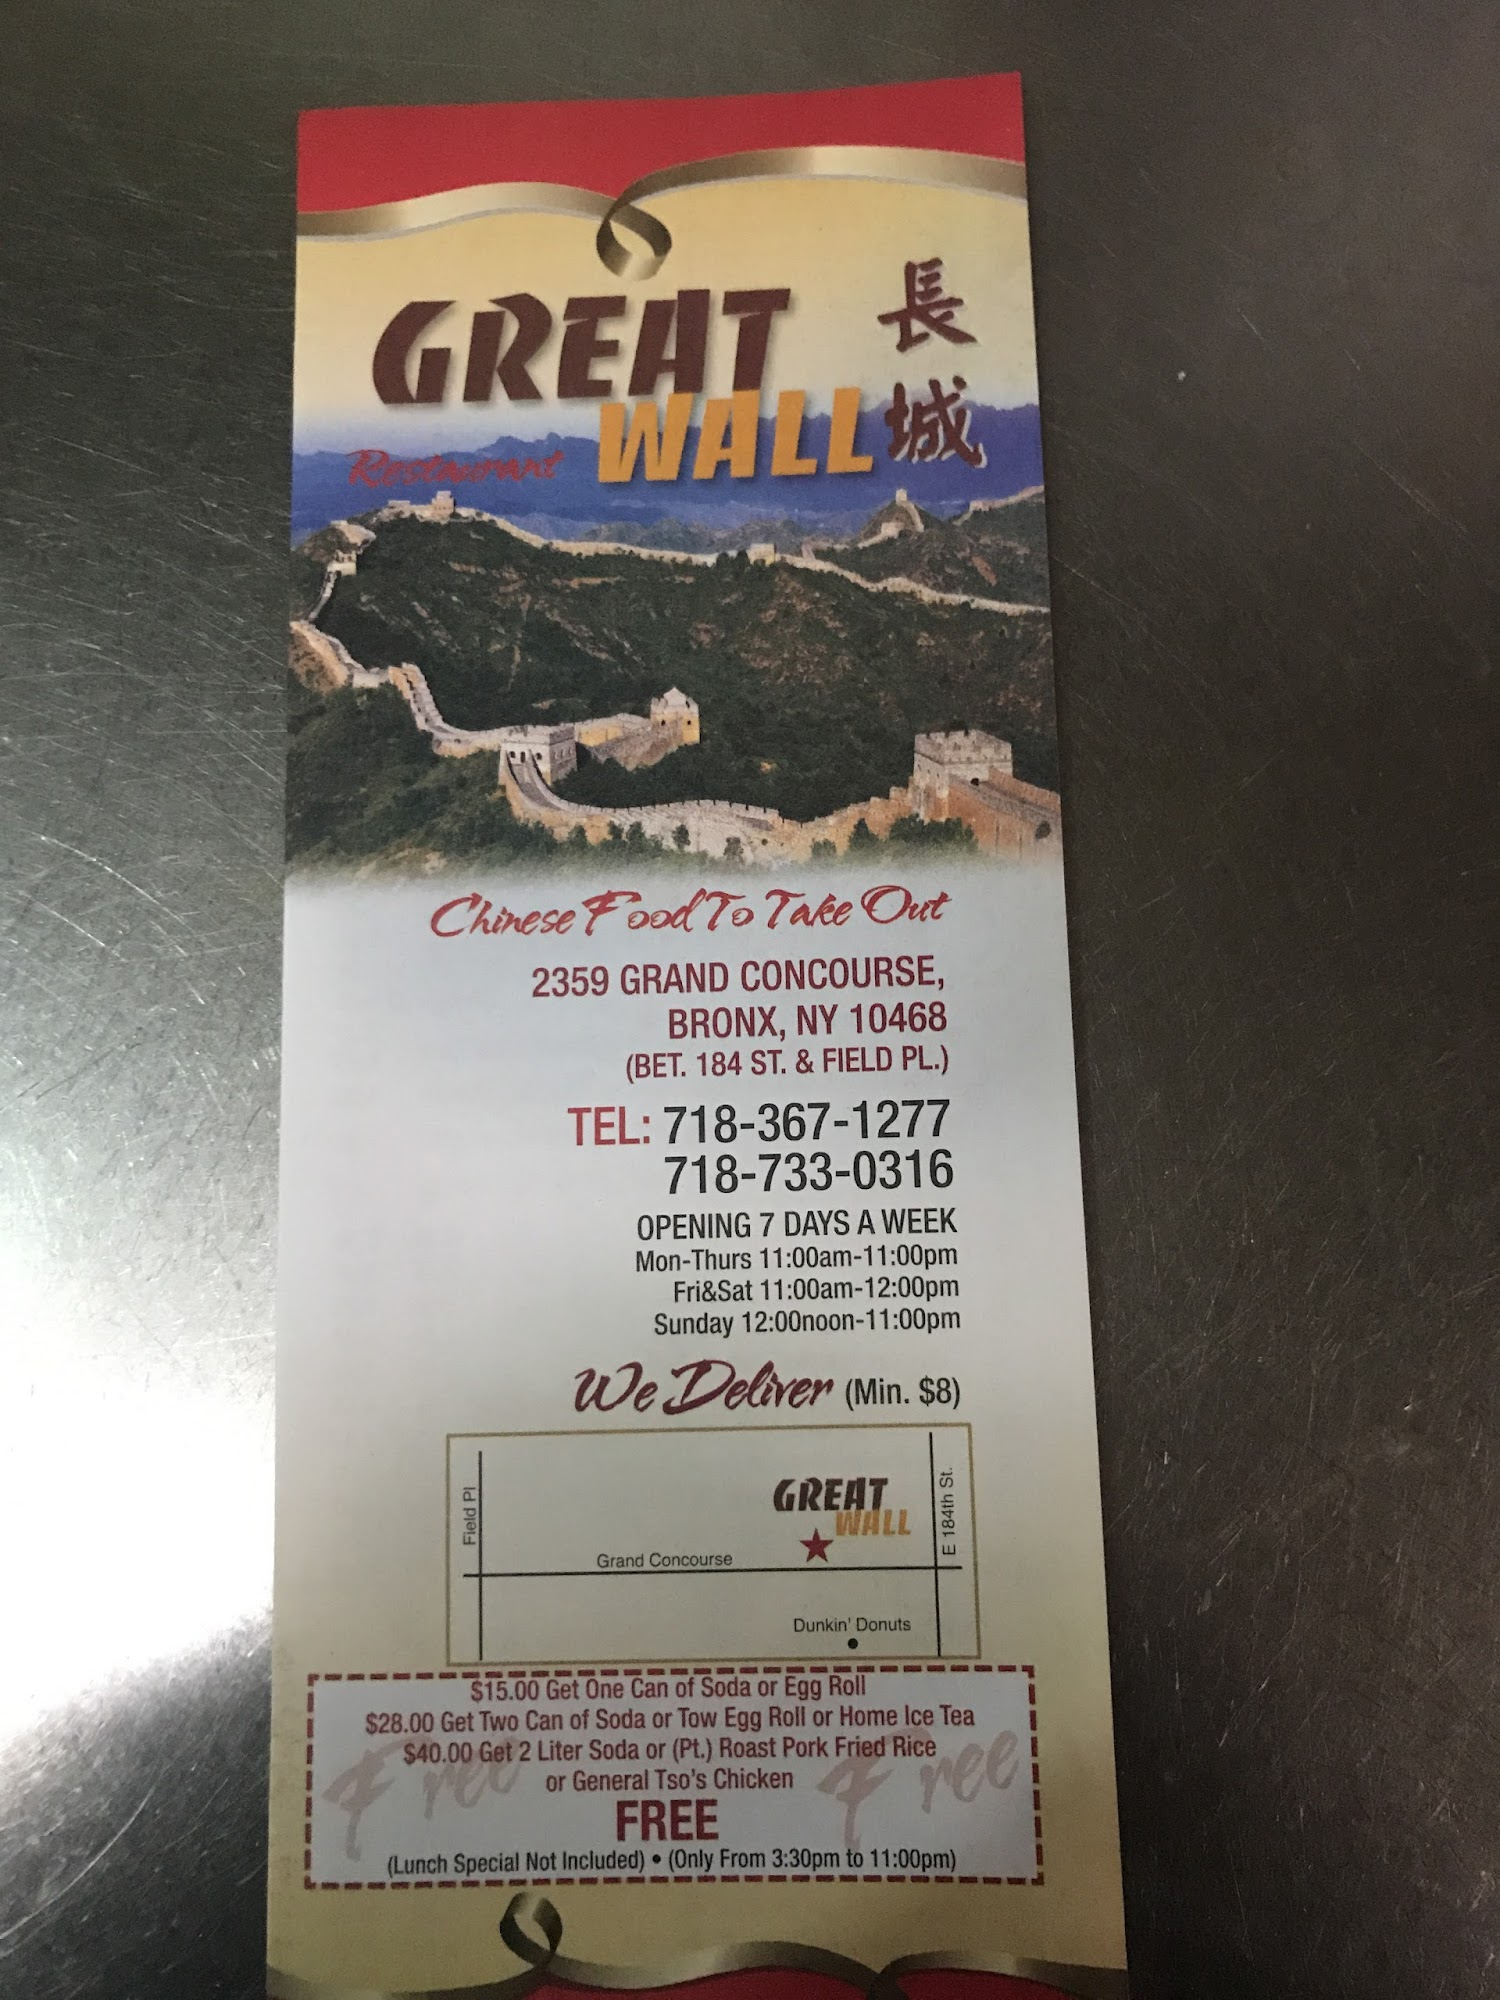 GREAT
WALL
Restaurant
長城
Chinese Food To Take Out
2359 GRAND CONCOURSE,
BRONX, NY 10468
(BET. 184 ST. & FIELD PL.)
TEL: 718-367-1277
718-733-0316
OPENING 7 DAYS A WEEK
Mon-Thurs 11:00am-11:00pm
Fri&Sat 11:00am-12:00pm
Sunday 12:00noon-11:00pm
We Deliver (Min. $8)
Field Pl
GREAT
WALL
E 184th St.
Grand Concourse
Dunkin' Donuts
$15.00 Get One Can of Soda or Egg Roll
$28.00 Get Two Can of Soda or Tow Egg Roll or Home Ice Tea
$40.00 Get 2 Liter Soda or (Pt.) Roast Pork Fried Rice
or General Tso's Chicken
Free
Free
FREE
(Lunch Special Not Included) • (Only From 3:30pm to 11:00pm)